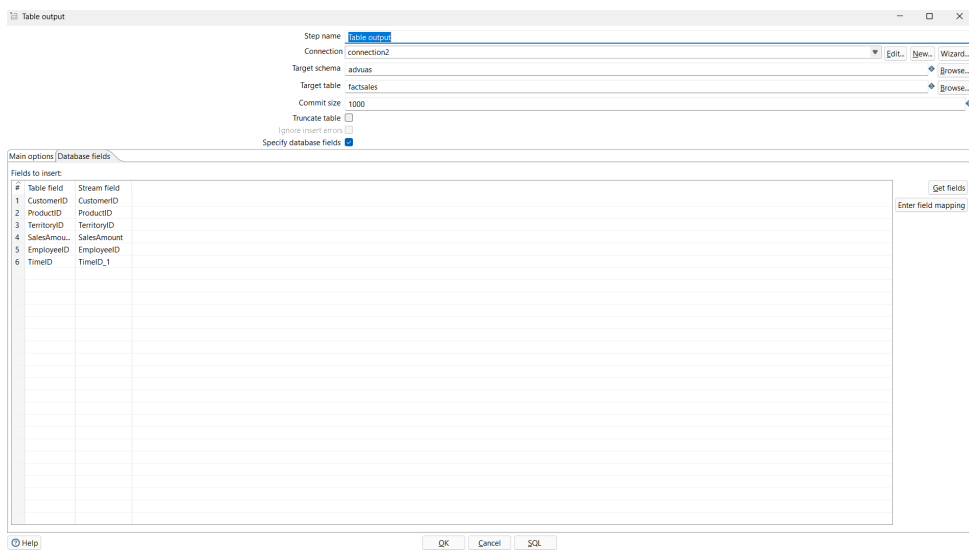 Table output
Step name Table output
Connection connection2 Edit... New... Wizard...
Target schema advuas Browse...
Target table factsales Browse...
Commit size 1000
Truncate table
Ignore insert errors
Specify database fields
Main options Database fields
Fields to insert:
# Table field Stream field
Get fields
1 CustomerID CustomerID
Enter field mapping
2 ProductID ProductID
3 TerritoryID TerritoryID
4 SalesAmou... SalesAmount
5 EmployeeID EmployeeID
6 TimeID TimeID_1
Help OK Cancel SQL